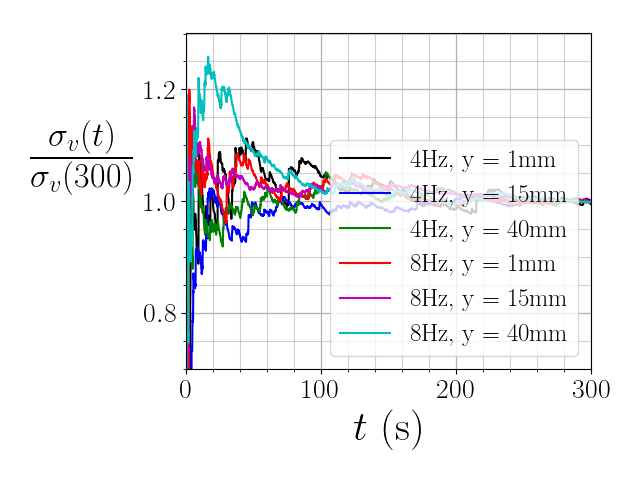 σ_v(t)
σ_v(300)
1.2
1.0
0.8
0 100 200 300
t (s)
4Hz, y = 1mm
4Hz, y = 15mm
4Hz, y = 40mm
8Hz, y = 1mm
8Hz, y = 15mm
8Hz, y = 40mm